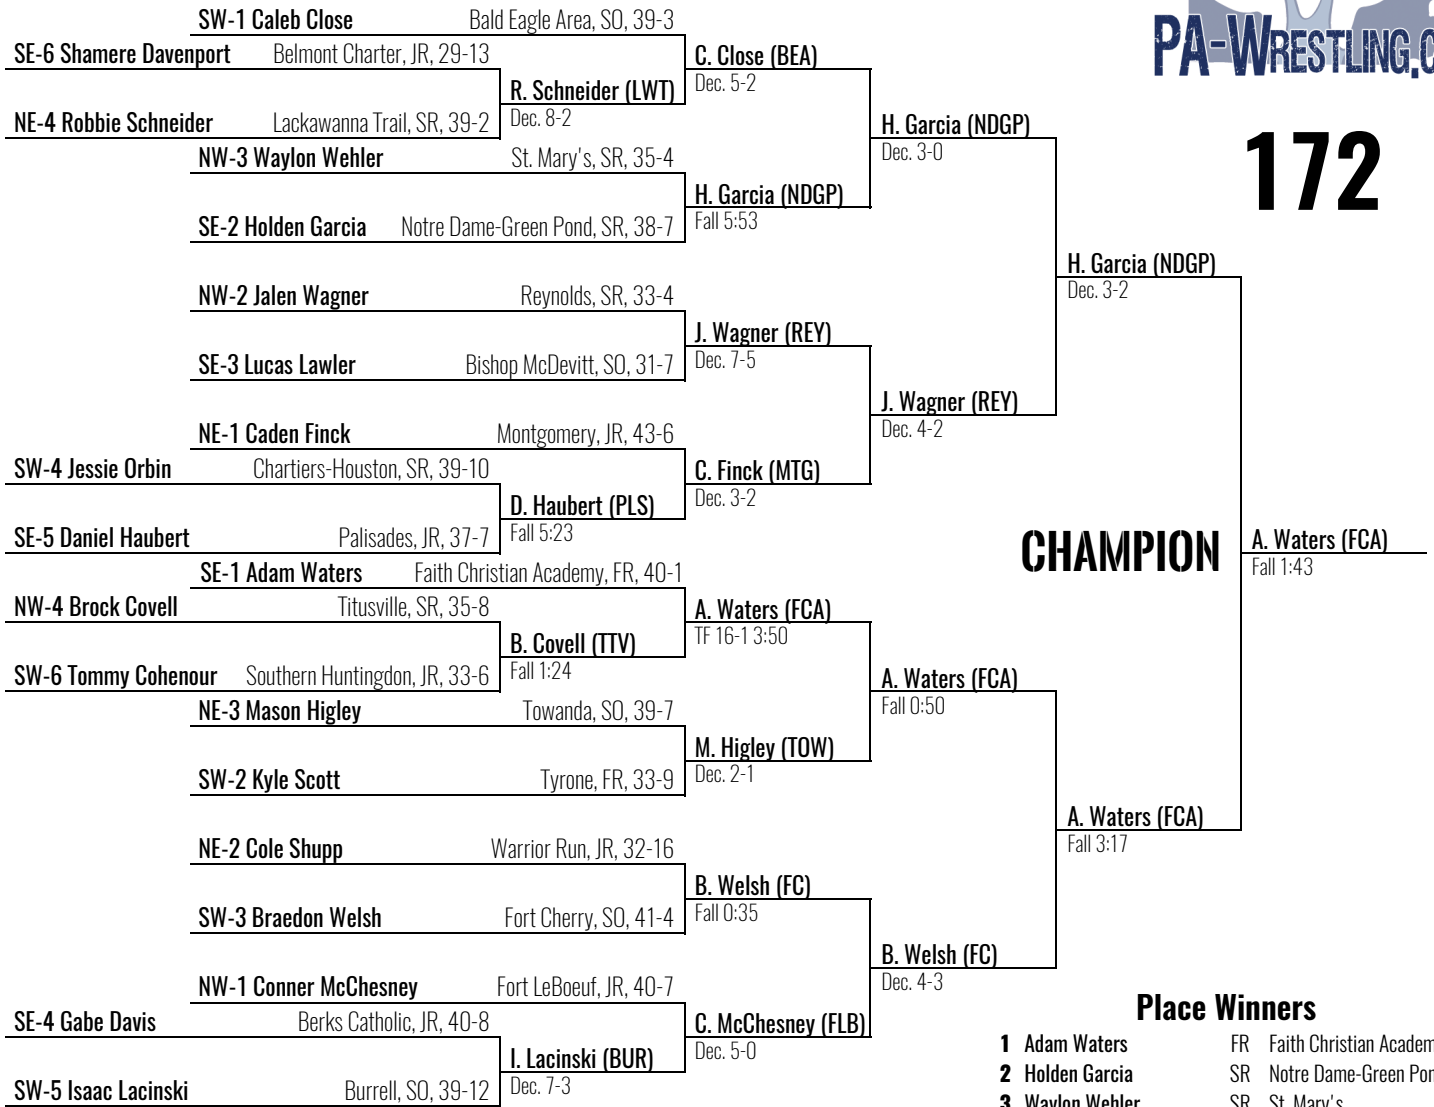 SW-1 Caleb Close Bald Eagle Area, SO, 39-3
SE-6 Shamere Davenport Belmont Charter, JR, 29-13
C. Close (BEA)
Dec. 5-2
R. Schneider (LWT)
Dec. 8-2
NE-4 Robbie Schneider Lackawanna Trail, SR, 39-2
H. Garcia (NDGP)
Dec. 3-0
NW-3 Waylon Wehler St. Mary's, SR, 35-4
H. Garcia (NDGP)
Fall 5:53
SE-2 Holden Garcia Notre Dame-Green Pond, SR, 38-7
PA-WRESTLING.C
172
H. Garcia (NDGP)
Dec. 3-2
NW-2 Jalen Wagner Reynolds, SR, 33-4
J. Wagner (REY)
Dec. 7-5
SE-3 Lucas Lawler Bishop McDevitt, SO, 31-7
J. Wagner (REY)
Dec. 4-2
NE-1 Caden Finck Montgomery, JR, 43-6
SW-4 Jessie Orbin Chartiers-Houston, SR, 39-10
C. Finck (MTG)
Dec. 3-2
D. Haubert (PLS)
Fall 5:23
SE-5 Daniel Haubert Palisades, JR, 37-7
CHAMPION
A. Waters (FCA)
Fall 1:43
SE-1 Adam Waters Faith Christian Academy, FR, 40-1
NW-4 Brock Covell Titusville, SR, 35-8
A. Waters (FCA)
TF 16-1 3:50
B. Covell (TTV)
Fall 1:24
SW-6 Tommy Cohenour Southern Huntingdon, JR, 33-6
A. Waters (FCA)
Fall 0:50
NE-3 Mason Higley Towanda, SO, 39-7
M. Higley (TOW)
Dec. 2-1
SW-2 Kyle Scott Tyrone, FR, 33-9
A. Waters (FCA)
Fall 3:17
NE-2 Cole Shupp Warrior Run, JR, 32-16
B. Welsh (FC)
Fall 0:35
SW-3 Braedon Welsh Fort Cherry, SO, 41-4
B. Welsh (FC)
Dec. 4-3
NW-1 Conner McChesney Fort LeBoeuf, JR, 40-7
SE-4 Gabe Davis Berks Catholic, JR, 40-8
C. McChesney (FLB)
Dec. 5-0
I. Lacinski (BUR)
Dec. 7-3
SW-5 Isaac Lacinski Burrell, SO, 39-12
Place Winners
1 Adam Waters FR Faith Christian Academ
2 Holden Garcia SR Notre Dame-Green Pon
3 Waylon Wehler SR St. Mary's